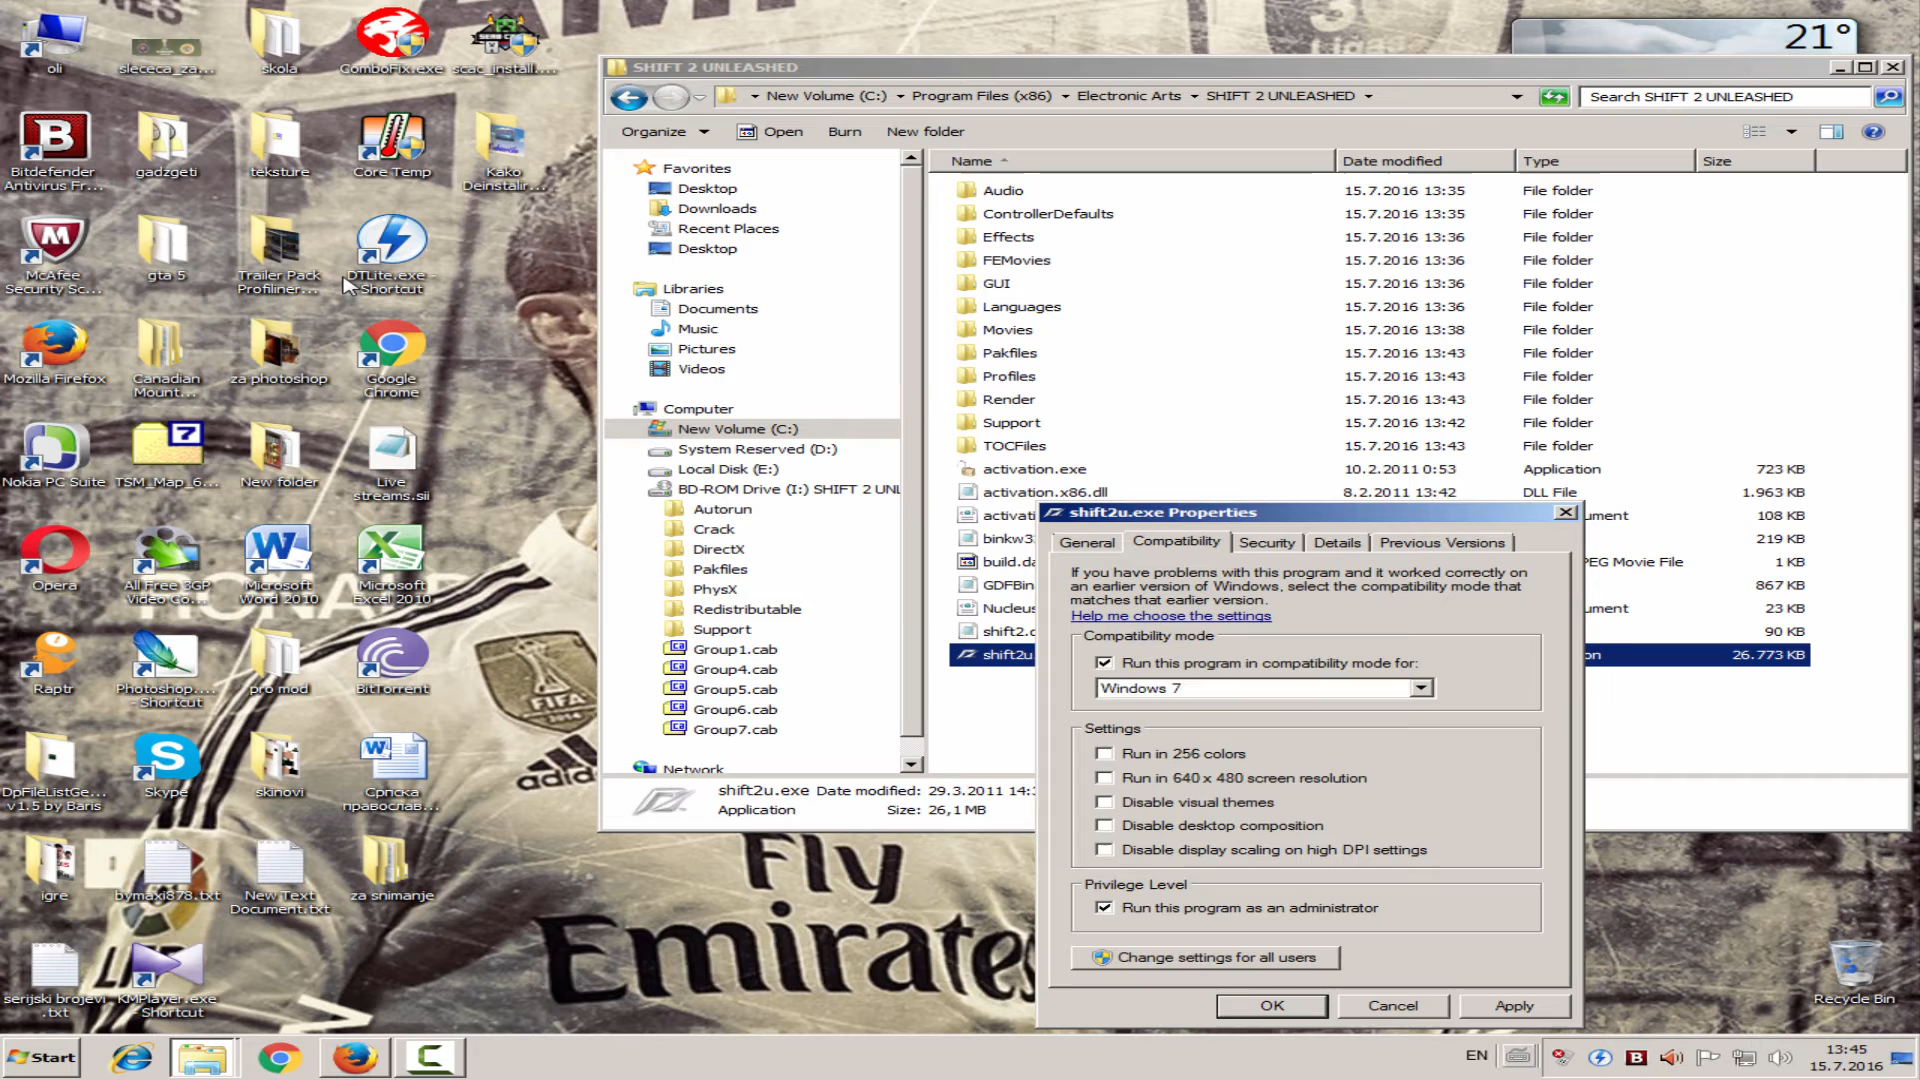 oli
slececa_za...
skola
ComboFix.exe
scac_install....
Bitdefender
Antivirus Fr...
gadzgeti
teksture
Core Temp
Kako
Deinstalir...
McAfee
Security Sc...
gta 5
Trailer Pack
Profiliner...
DTLite.exe -
Shortcut
Mozilla Firefox
Canadian
Mount...
za photoshop
Google
Chrome
Nokia PC Suite
TSM_Map_6...
New folder
Live
streams.sii
Opera
All Free 3GP
Video Co...
Microsoft
Word 2010
Microsoft
Excel 2010
Raptr
Photoshop....
- Shortcut
pro mod
BitTorrent
DpFileListGe...
v1.5 by Baris
Skype
skinovi
Српска
православ...
igre
bymaxi878.txt
New Text
Document.txt
za snimanje
serijski brojevi
.txt
KMPlayer.exe
- Shortcut
FIFA
adidas
Fly
Emirates
21°
SHIFT 2 UNLEASHED
New Volume (C:)
Program Files (x86)
Electronic Arts
SHIFT 2 UNLEASHED
Search SHIFT 2 UNLEASHED
Organize
Open
Burn
New folder
Favorites
Desktop
Downloads
Recent Places
Desktop
Libraries
Documents
Music
Pictures
Videos
Computer
New Volume (C:)
System Reserved (D:)
Local Disk (E:)
BD-ROM Drive (I:) SHIFT 2 UNL
Autorun
Crack
DirectX
Pakfiles
PhysX
Redistributable
Support
Group1.cab
Group4.cab
Group5.cab
Group6.cab
Group7.cab
Network
Name Date modified Type Size
Audio 15.7.2016 13:35 File folder
ControllerDefaults 15.7.2016 13:35 File folder
Effects 15.7.2016 13:36 File folder
FEMovies 15.7.2016 13:36 File folder
GUI 15.7.2016 13:36 File folder
Languages 15.7.2016 13:36 File folder
Movies 15.7.2016 13:38 File folder
Pakfiles 15.7.2016 13:43 File folder
Profiles 15.7.2016 13:43 File folder
Render 15.7.2016 13:43 File folder
Support 15.7.2016 13:42 File folder
TOCFiles 15.7.2016 13:43 File folder
activation.exe 10.2.2011 0:53 Application 723 KB
activation.x86.dll 8.2.2011 13:42 DLL File 1.963 KB
activati ument 108 KB
binkw3 219 KB
build.da PEG Movie File 1 KB
GDFBin 867 KB
Nucleus ument 23 KB
shift2.c 90 KB
shift2u on 26.773 KB
shift2u.exe Date modified: 29.3.2011 14:
Application Size: 26,1 MB
shift2u.exe Properties
General
Compatibility
Security
Details
Previous Versions
If you have problems with this program and it worked correctly on
an earlier version of Windows, select the compatibility mode that
matches that earlier version.
Help me choose the settings
Compatibility mode
Run this program in compatibility mode for:
Windows 7
Settings
Run in 256 colors
Run in 640 x 480 screen resolution
Disable visual themes
Disable desktop composition
Disable display scaling on high DPI settings
Privilege Level
Run this program as an administrator
Change settings for all users
OK
Cancel
Apply
Recycle Bin
Start
EN
13:45
15.7.2016